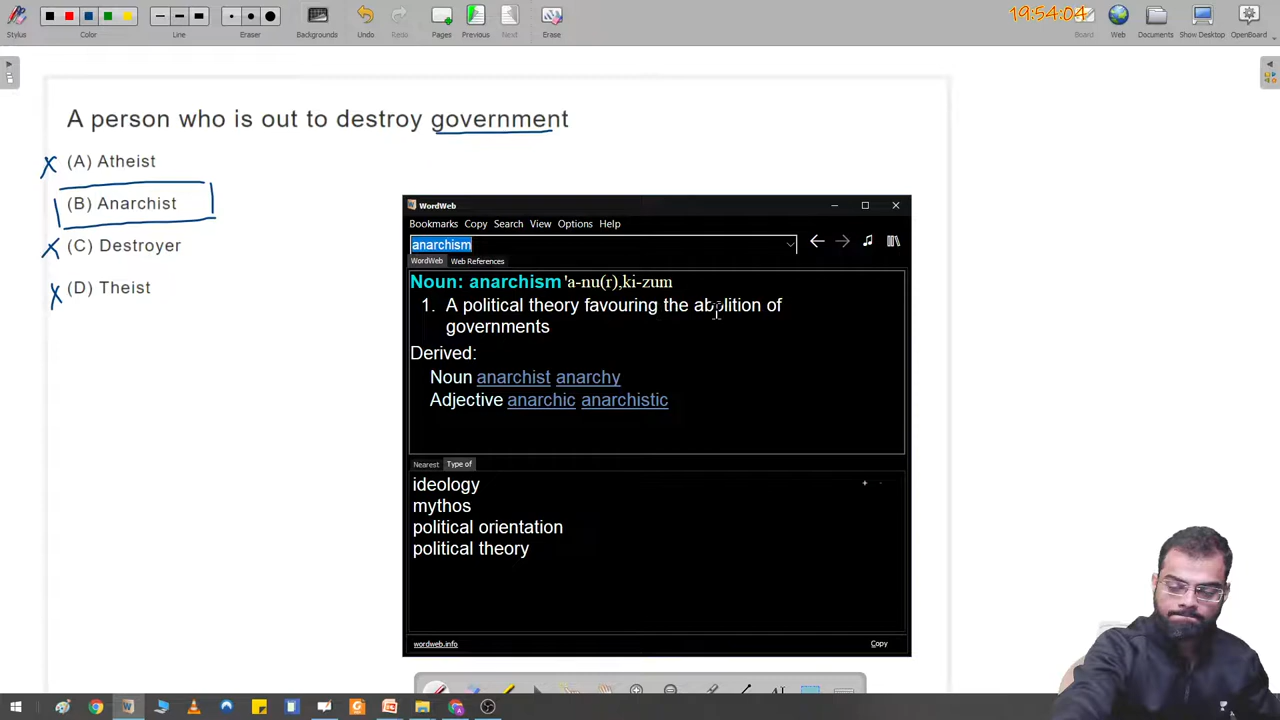 19:54:04
Stylus
Color
Line
Eraser
Backgrounds
Undo
Redo
Pages
Previous
Next
Erase
Board
Web
Documents
Show Desktop
OpenBoard
A person who is out to destroy government
X (A) Atheist
(B) Anarchist
X (C) Destroyer
X (D) Theist
WordWeb
Bookmarks Copy Search View Options Help
anarchism
WordWeb Web References
Noun: anarchism 'a-nu(r),ki-zum
1. A political theory favouring the abolition of
governments
Derived:
Noun anarchist anarchy
Adjective anarchic anarchistic
Nearest Type of
ideology
mythos
political orientation
political theory
wordweb.info
Copy